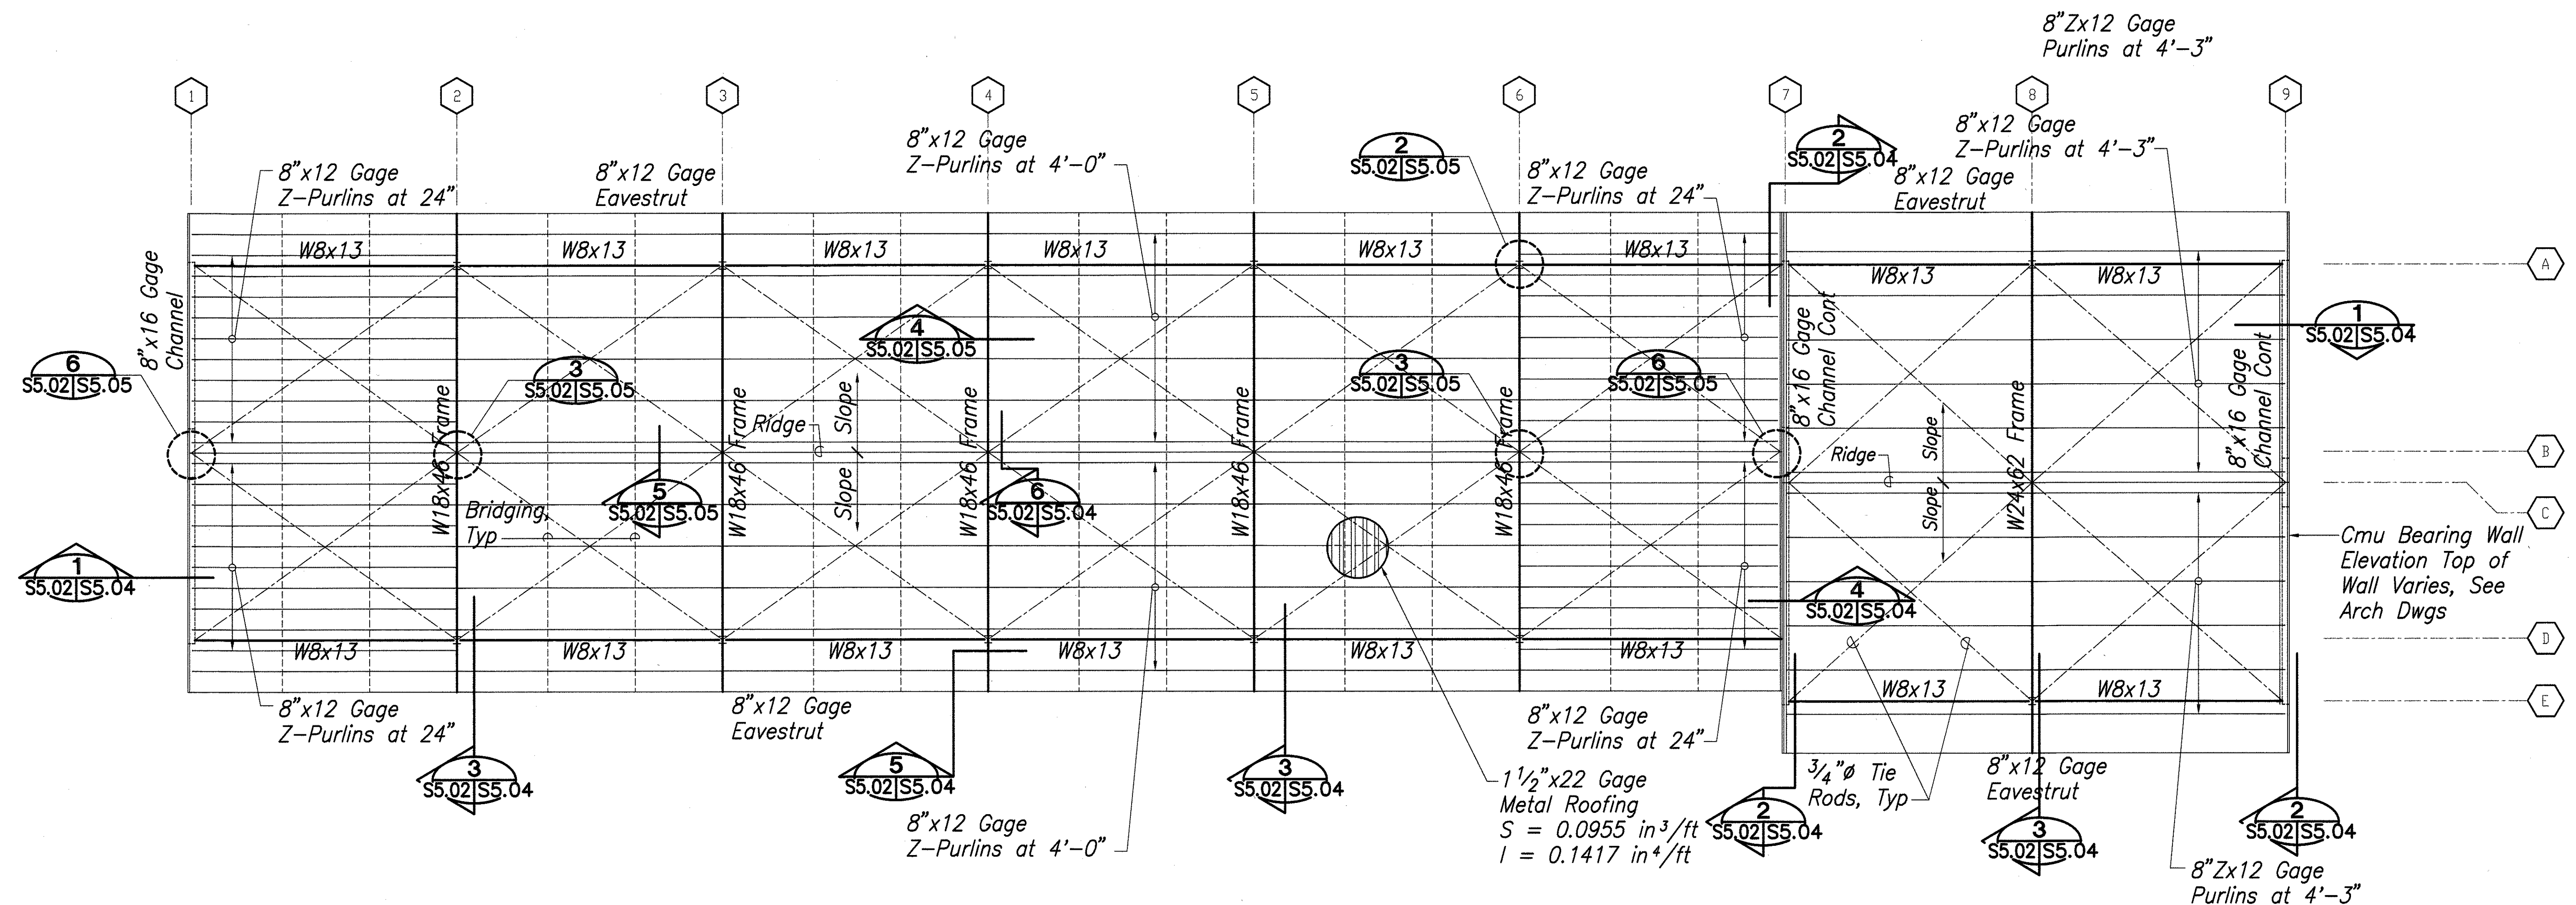 8"Zx12 Gage
Purlins at 4'-3"
1
2
3
4
5
6
7
8
9
8"x12 Gage
Z-Purlins at 24"
8"x12 Gage
Eavestrut
8"x12 Gage
Z-Purlins at 4'-0"
2
S5.02|S5.05
8"x12 Gage
Z-Purlins at 24"
2
S5.02|S5.04
8"x12 Gage
Eavestrut
8"x12 Gage
Z-Purlins at 4'-3"
W8x13
W8x13
W8x13
W8x13
W8x13
W8x13
W8x13
W8x13
A
8"x16 Gage
Channel
6
S5.02|S5.05
3
S5.02|S5.05
4
S5.02|S5.05
3
S5.02|S5.05
6
S5.02|S5.05
8"x16 Gage
Channel Cont
8"x16 Gage
Channel Cont
1
S5.02|S5.04
W18x46 Frame
W18x46 Frame
W18x46 Frame
W18x46 Frame
W18x46 Frame
W24x62 Frame
Ridge
Slope
Slope
Ridge
Slope
Slope
B
C
Bridging,
Typ
5
S5.02|S5.05
6
S5.02|S5.04
Cmu Bearing Wall
Elevation Top of
Wall Varies, See
Arch Dwgs
1
S5.02|S5.04
4
S5.02|S5.04
D
W8x13
W8x13
W8x13
W8x13
W8x13
W8x13
W8x13
W8x13
E
8"x12 Gage
Z-Purlins at 24"
8"x12 Gage
Eavestrut
8"x12 Gage
Z-Purlins at 24"
3
S5.02|S5.04
5
S5.02|S5.04
3
S5.02|S5.04
8"x12 Gage
Z-Purlins at 4'-0"
1 1/2"x22 Gage
Metal Roofing
S = 0.0955 in³/ft
I = 0.1417 in⁴/ft
2
S5.02|S5.04
3/4"ø Tie
Rods, Typ
8"x12 Gage
Eavestrut
3
S5.02|S5.04
2
S5.02|S5.04
8"Zx12 Gage
Purlins at 4'-3"